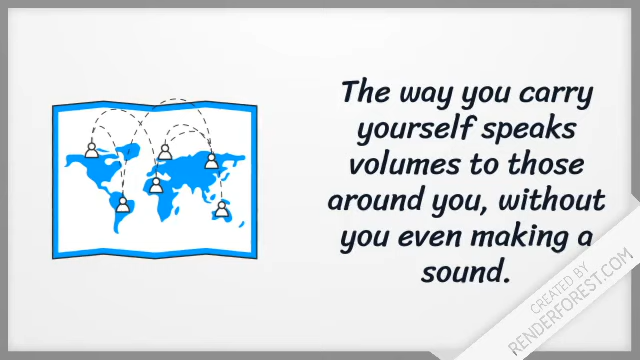 The way you carry
yourself speaks
volumes to those
around you, without
you even making a
sound.
CREATED BY
RENDERFOREST.COM